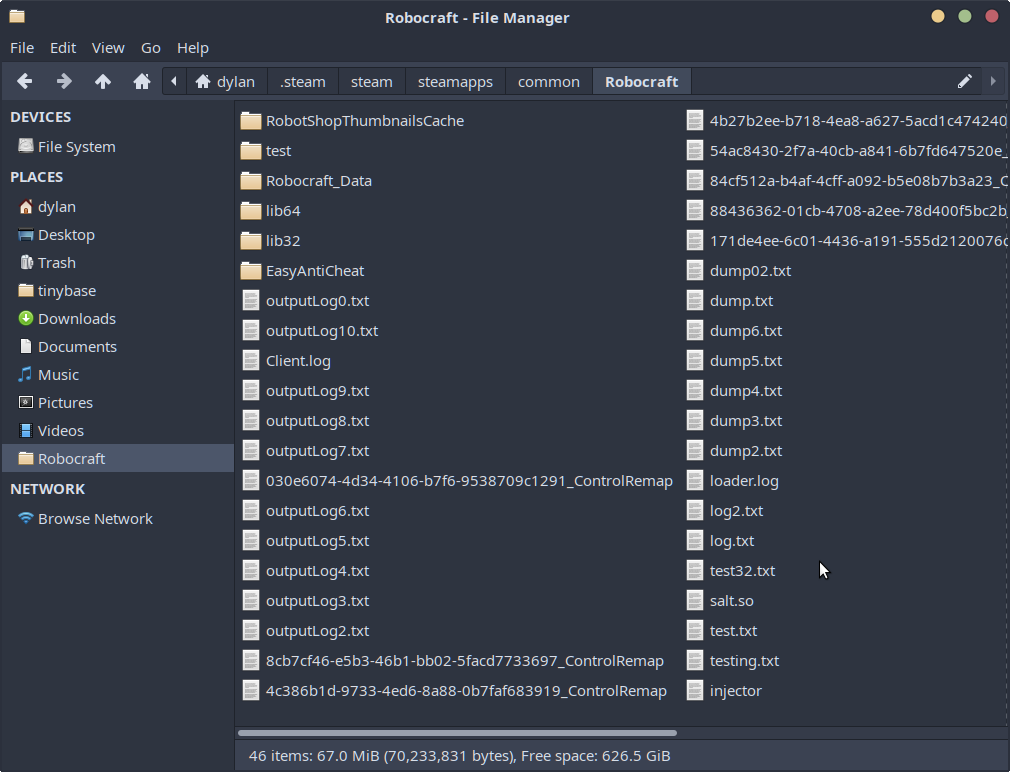 Robocraft - File Manager
File Edit View Go Help
dylan .steam steam steamapps common Robocraft
DEVICES
File System
PLACES
dylan
Desktop
Trash
tinybase
Downloads
Documents
Music
Pictures
Videos
Robocraft
NETWORK
Browse Network
RobotShopThumbnailsCache
test
Robocraft_Data
lib64
lib32
EasyAntiCheat
outputLog0.txt
outputLog10.txt
Client.log
outputLog9.txt
outputLog8.txt
outputLog7.txt
030e6074-4d34-4106-b7f6-9538709c1291_ControlRemap
outputLog6.txt
outputLog5.txt
outputLog4.txt
outputLog3.txt
outputLog2.txt
8cb7cf46-e5b3-46b1-bb02-5facd7733697_ControlRemap
4c386b1d-9733-4ed6-8a88-0b7faf683919_ControlRemap
4b27b2ee-b718-4ea8-a627-5acd1c474240
54ac8430-2f7a-40cb-a841-6b7fd647520e_
84cf512a-b4af-4cff-a092-b5e08b7b3a23_C
88436362-01cb-4708-a2ee-78d400f5bc2b_
171de4ee-6c01-4436-a191-555d2120076c
dump02.txt
dump.txt
dump6.txt
dump5.txt
dump4.txt
dump3.txt
dump2.txt
loader.log
log2.txt
log.txt
test32.txt
salt.so
test.txt
testing.txt
injector
46 items: 67.0 MiB (70,233,831 bytes), Free space: 626.5 GiB